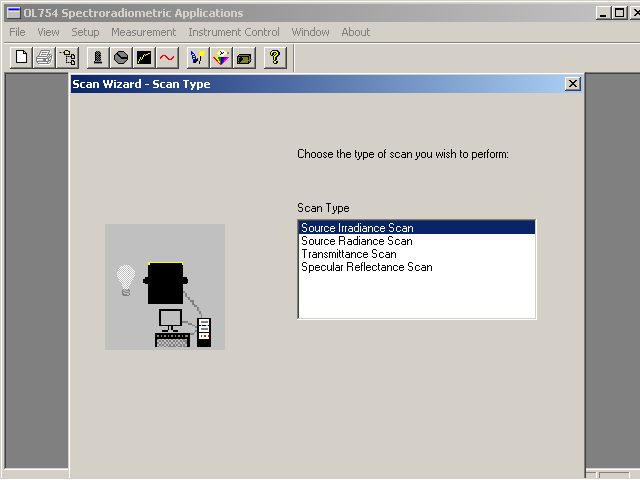 OL754 Spectroradiometric Applications
File View Setup Measurement Instrument Control Window About
?
Scan Wizard - Scan Type
Choose the type of scan you wish to perform:
Scan Type
Source Irradiance Scan
Source Radiance Scan
Transmittance Scan
Specular Reflectance Scan